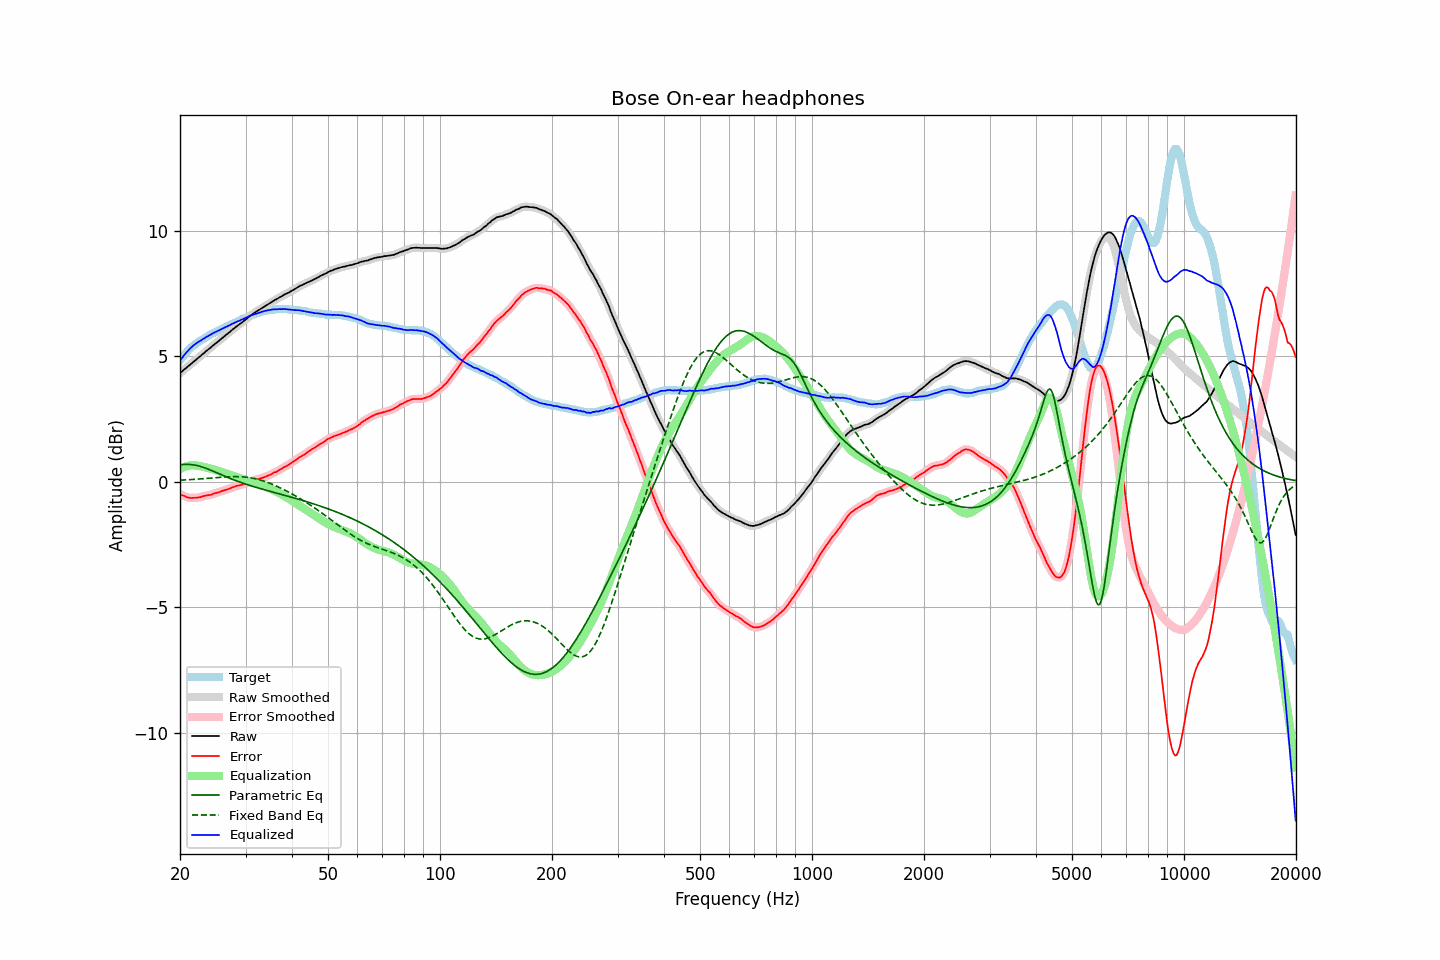 Bose On-ear headphones
Amplitude (dBr)
10
5
0
−5
−10
Target
Raw Smoothed
Error Smoothed
Raw
Error
Equalization
Parametric Eq
Fixed Band Eq
Equalized
20 50 100 200 500 1000 2000 5000 10000 20000
Frequency (Hz)